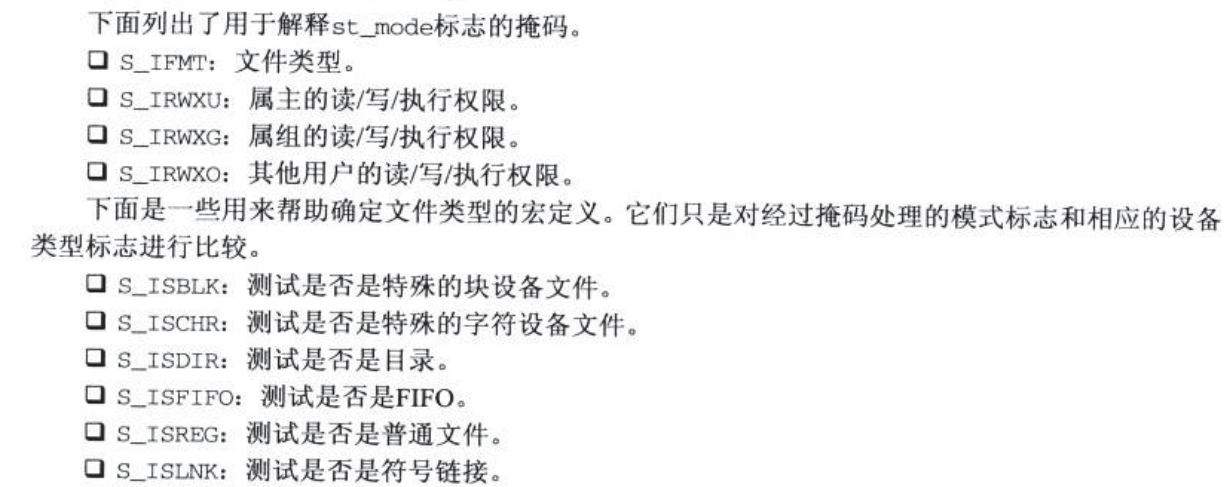 下面列出了用于解释st_mode标志的掩码。
❑ S_IFMT：文件类型。
❑ S_IRWXU：属主的读/写/执行权限。
❑ S_IRWXG：属组的读/写/执行权限。
❑ S_IRWXO：其他用户的读/写/执行权限。
下面是一些用来帮助确定文件类型的宏定义。它们只是对经过掩码处理的模式标志和相应的设备
类型标志进行比较。
❑ S_ISBLK：测试是否是特殊的块设备文件。
❑ S_ISCHR：测试是否是特殊的字符设备文件。
❑ S_ISDIR：测试是否是目录。
❑ S_ISFIFO：测试是否是FIFO。
❑ S_ISREG：测试是否是普通文件。
❑ S_ISLNK：测试是否是符号链接。